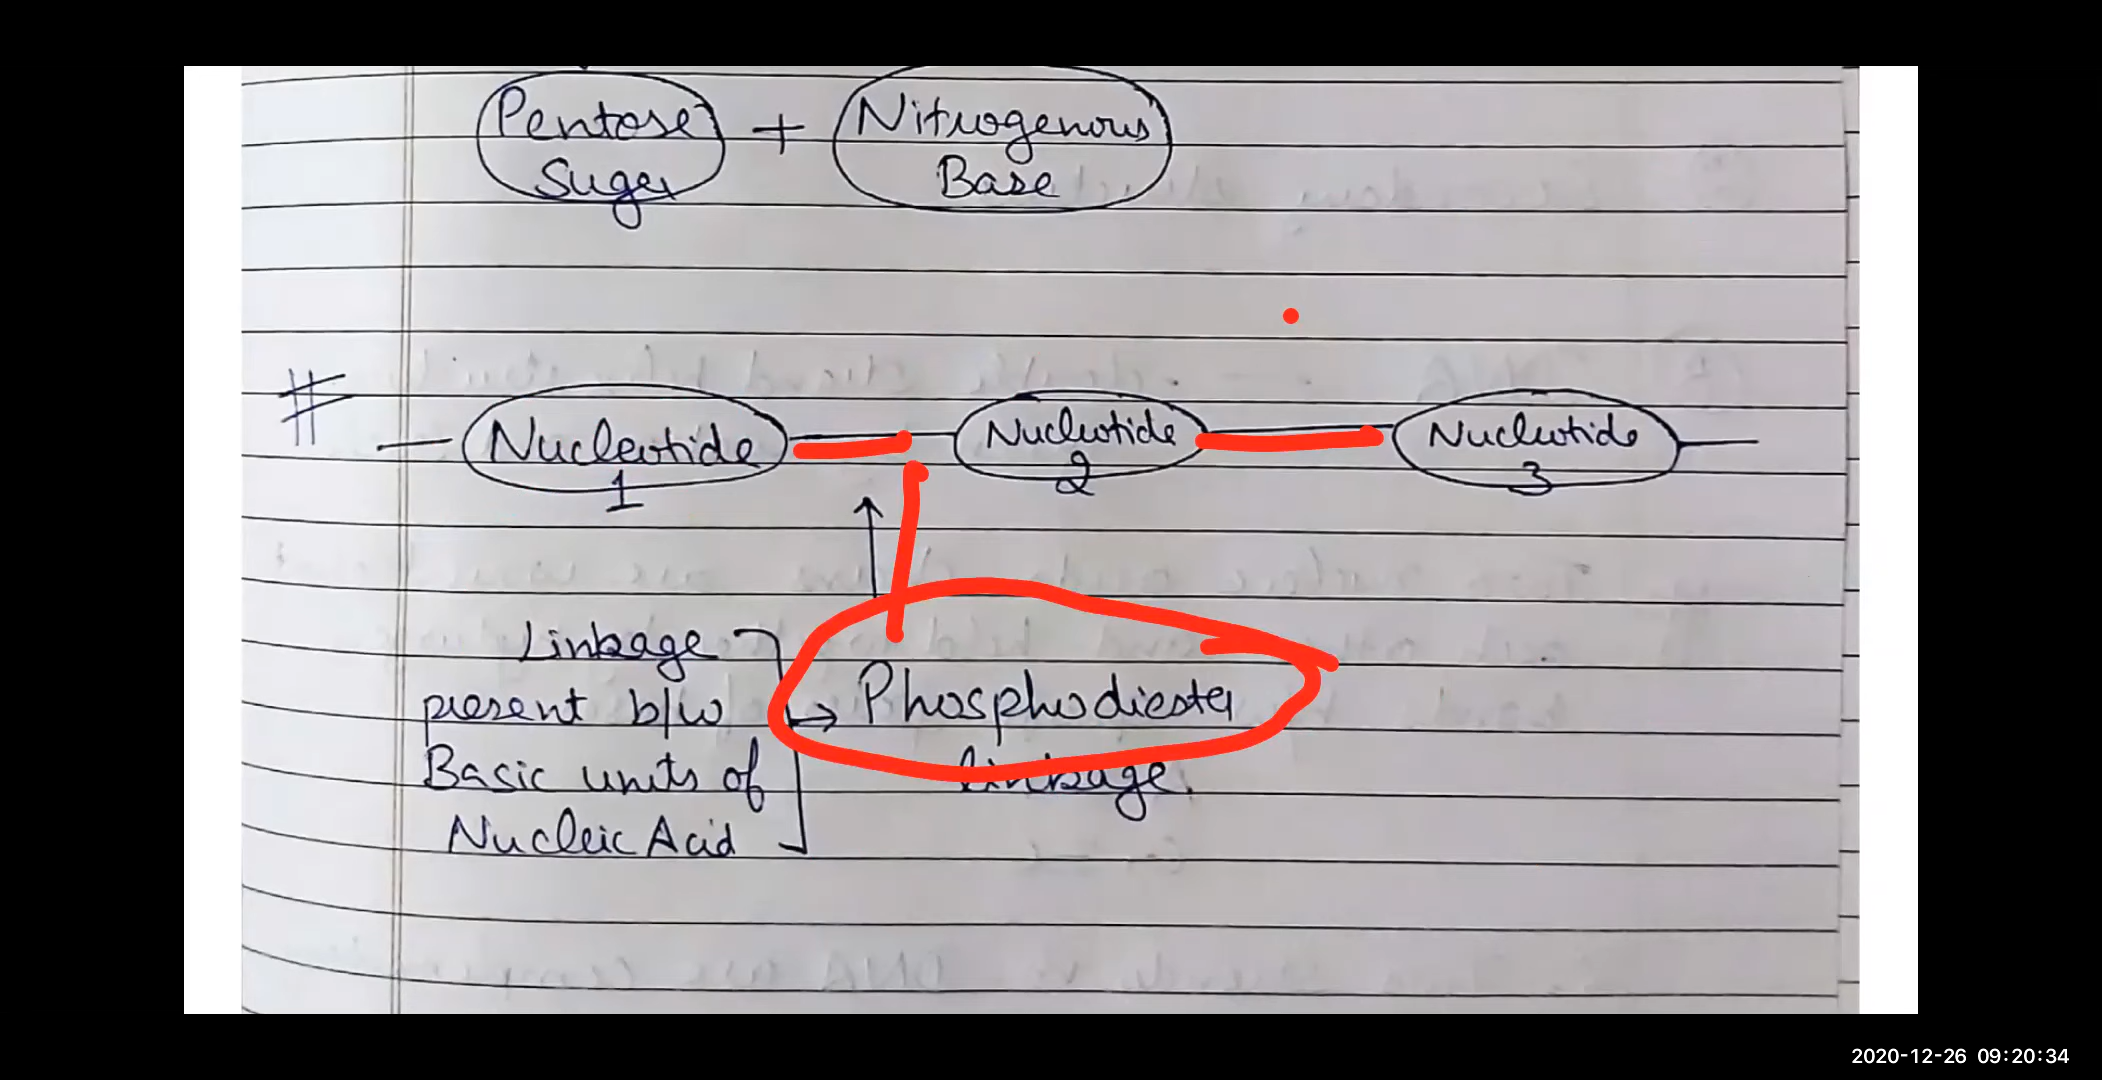 Pentose + Nitrogenous
Suger Base
#
Nucleotide Nucleotide Nucleotide
1 2 3
Linkage
present b/w → Phosphodiester
Basic units of linkage.
Nucleic Acid
2020-12-26 09:20:34